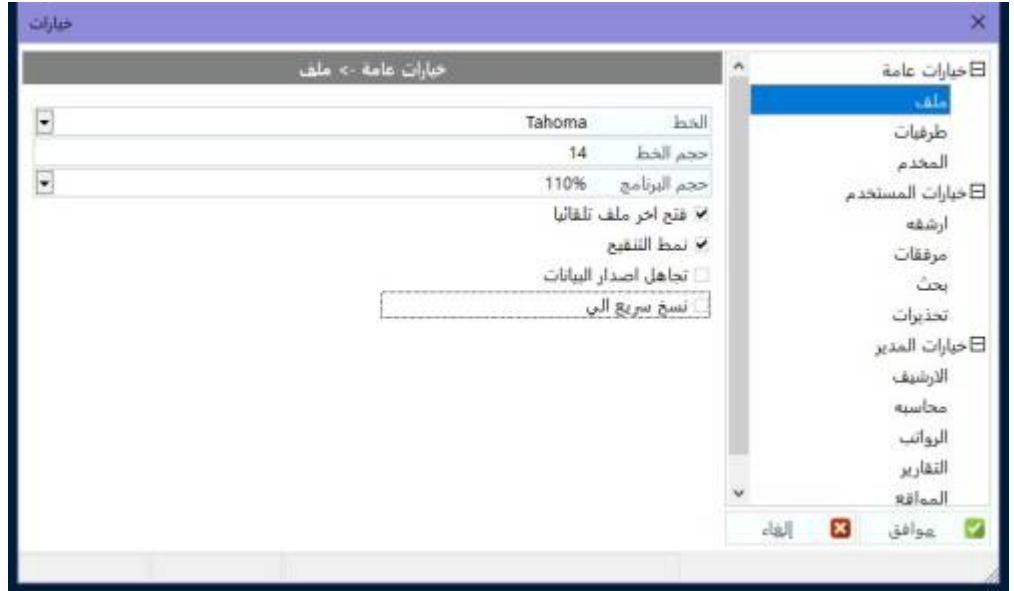 خيارات
خيارات عامة -> ملف
الخط Tahoma
حجم الخط 14
حجم البرنامج 110%
فتح اخر ملف تلقائيا
نمط التنقيح
تجاهل اصدار البيانات
نسخ سريع الي
خيارات عامة
ملف
طرفيات
المخدم
خيارات المستخدم
ارشفه
مرفقات
بحث
تحذيرات
خيارات المدير
الارشيف
محاسبه
الرواتب
التقارير
المواقع
موافق
إلغاء